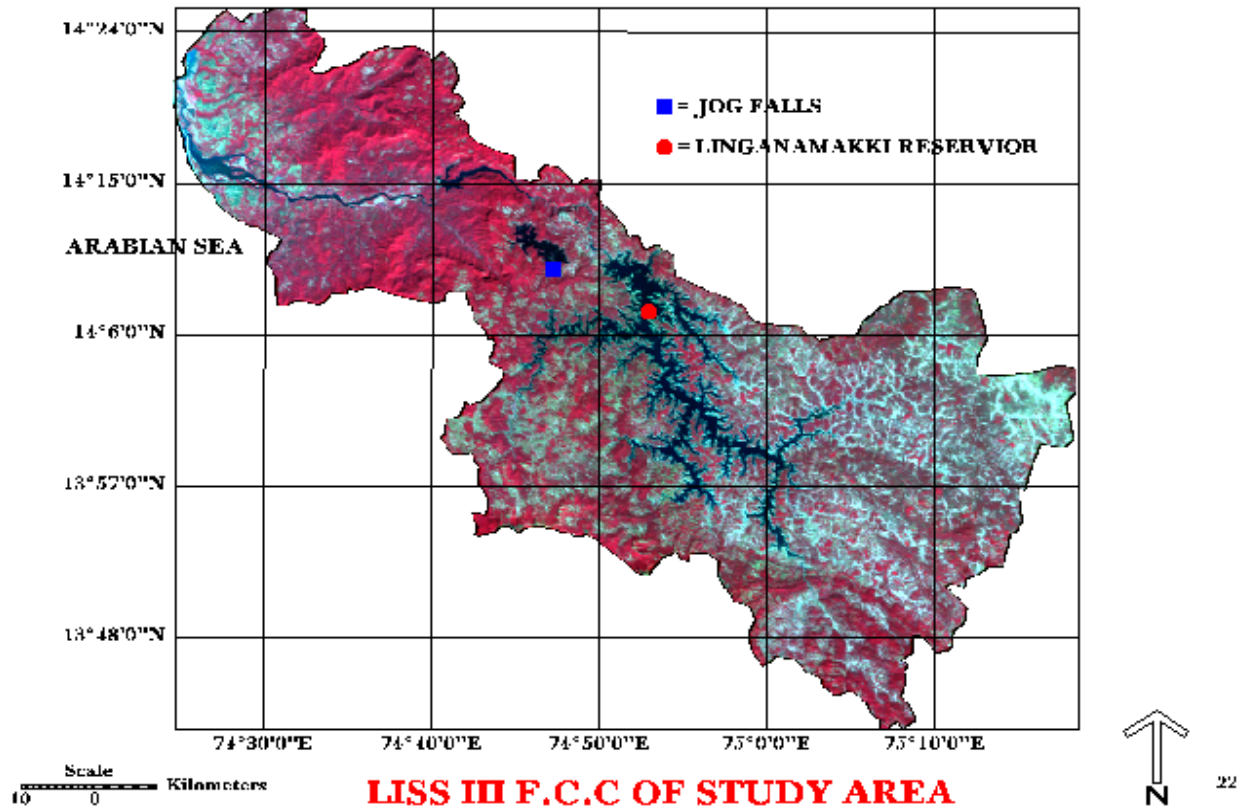 14°24'0"N
= JOG FALLS
= LINGANAMAKKI RESERVIOR
14°15'0"N
ARABIAN SEA
14°6'0"N
13°57'0"N
13°48'0"N
74°30'0"E 74°40'0"E 74°50'0"E 75°0'0"E 75°10'0"E
Scale
Kilometers
10 0
LISS III F.C.C OF STUDY AREA
N
22